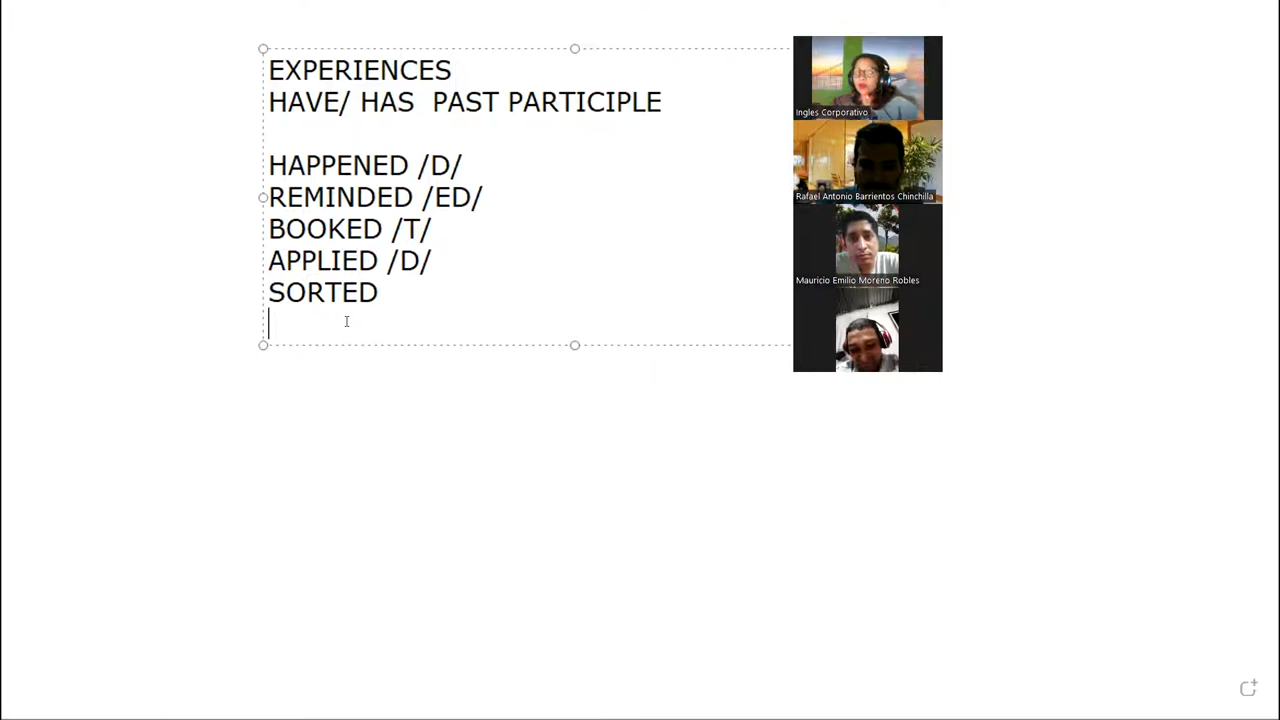 EXPERIENCES
HAVE/ HAS  PAST PARTICIPLE
HAPPENED /D/
REMINDED /ED/
BOOKED /T/
APPLIED /D/
SORTED
Ingles Corporativo
Rafael Antonio Barrientos Chinchilla
Mauricio Emilio Moreno Robles